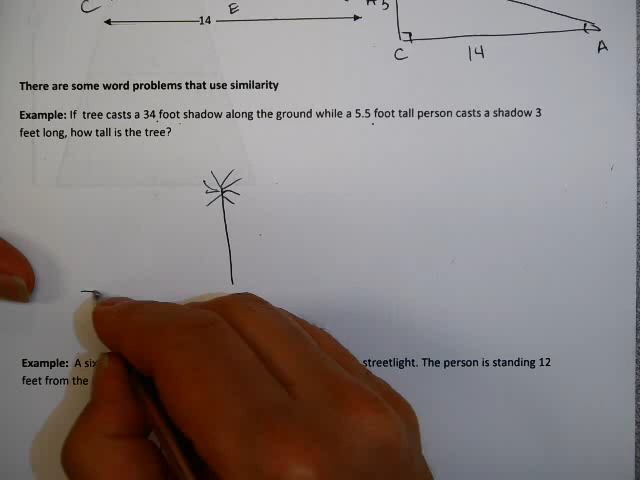 C
14
E
A
5
C
14
A
There are some word problems that use similarity
Example: If tree casts a 34 foot shadow along the ground while a 5.5 foot tall person casts a shadow 3
feet long, how tall is the tree?
Example: A six streetlight. The person is standing 12
feet from the